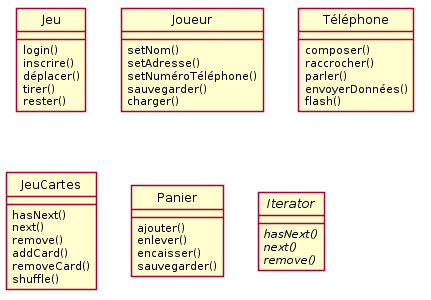 Jeu
login()
inscrire()
déplacer()
tirer()
rester()
Joueur
setNom()
setAdresse()
setNuméroTéléphone()
sauvegarder()
charger()
Téléphone
composer()
raccrocher()
parler()
envoyerDonnées()
flash()
JeuCartes
hasNext()
next()
remove()
addCard()
removeCard()
shuffle()
Panier
ajouter()
enlever()
encaisser()
sauvegarder()
Iterator
hasNext()
next()
remove()